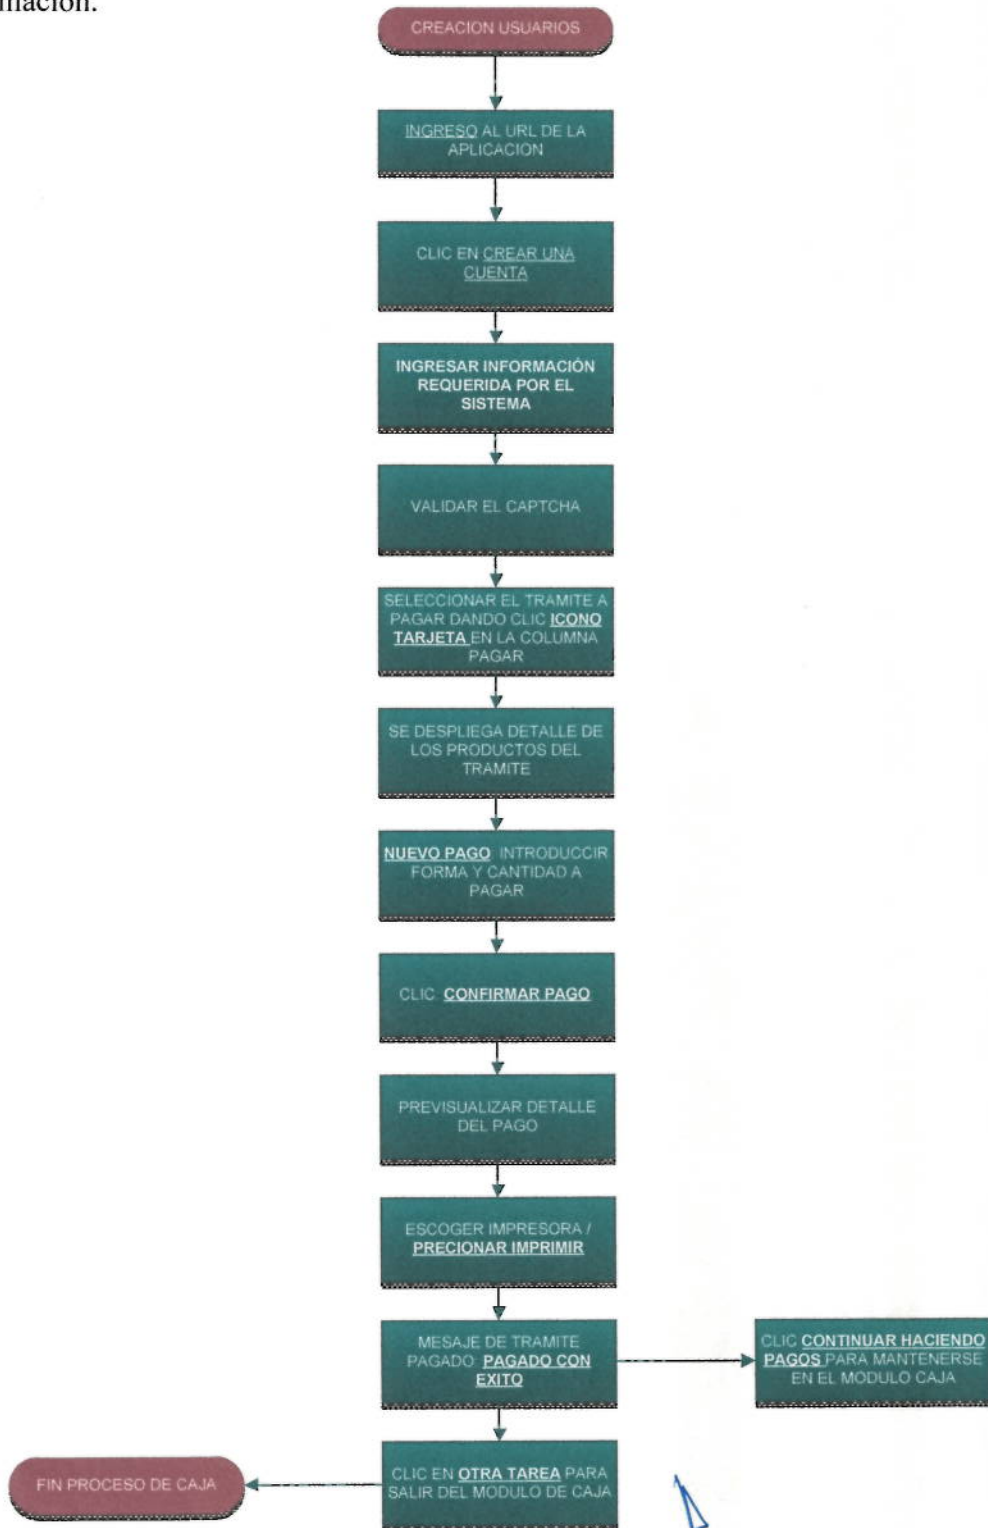 mación.
CREACION USUARIOS
INGRESO AL URL DE LA
APLICACION
CLIC EN CREAR UNA
CUENTA
INGRESAR INFORMACIÓN
REQUERIDA POR EL
SISTEMA
VALIDAR EL CAPTCHA
SELECCIONAR EL TRAMITE A
PAGAR DANDO CLIC ICONO
TARJETA EN LA COLUMNA
PAGAR
SE DESPLIEGA DETALLE DE
LOS PRODUCTOS DEL
TRAMITE
NUEVO PAGO INTRODUCCIR
FORMA Y CANTIDAD A
PAGAR
CLIC CONFIRMAR PAGO
PREVISUALIZAR DETALLE
DEL PAGO
ESCOGER IMPRESORA /
PRECIONAR IMPRIMIR
MESAJE DE TRAMITE
PAGADO PAGADO CON
EXITO
CLIC CONTINUAR HACIENDO
PAGOS PARA MANTENERSE
EN EL MODULO CAJA
CLIC EN OTRA TAREA PARA
SALIR DEL MODULO DE CAJA
FIN PROCESO DE CAJA